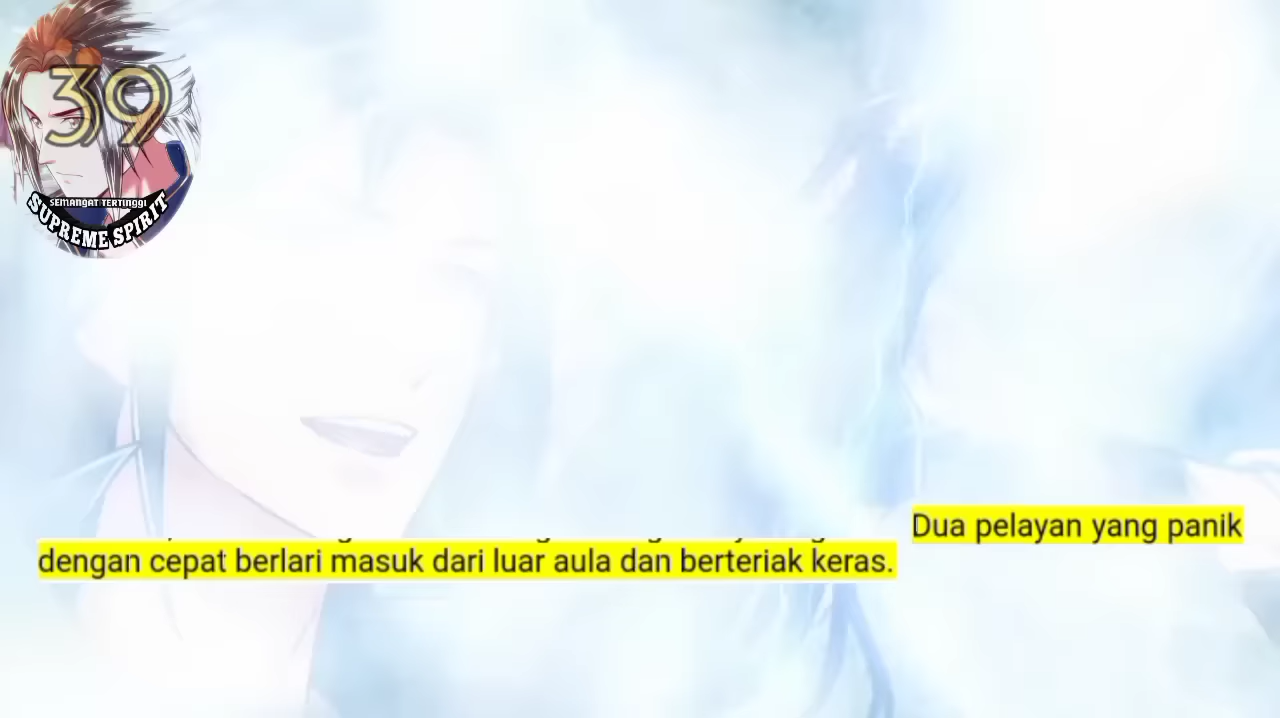 39
SEMANGAT TERTINGGI
SUPREME SPIRIT
Dua pelayan yang panik
dengan cepat berlari masuk dari luar aula dan berteriak keras.